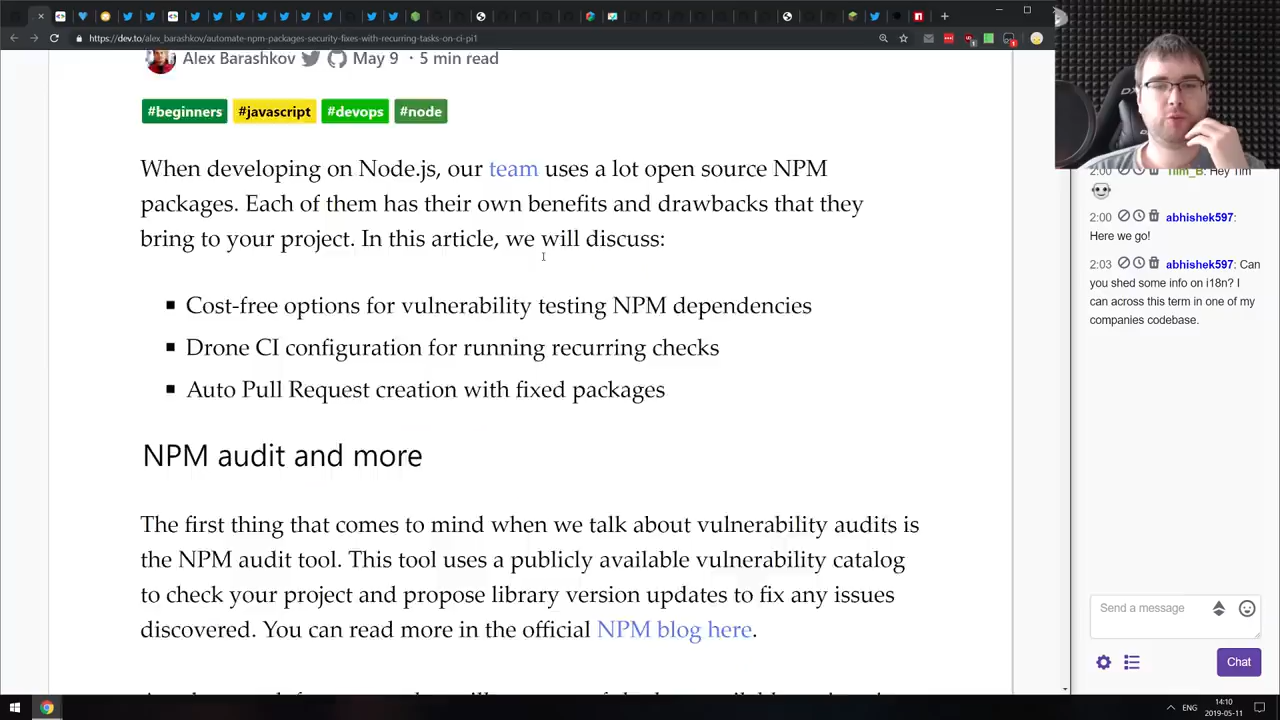 https://dev.to/alex_barashkov/automate-npm-packages-security-fixes-with-recurring-tasks-on-ci-pi1
Alex Barashkov May 9 · 5 min read
#beginners #javascript #devops #node
When developing on Node.js, our team uses a lot open source NPM
packages. Each of them has their own benefits and drawbacks that they
bring to your project. In this article, we will discuss:
Cost-free options for vulnerability testing NPM dependencies
Drone CI configuration for running recurring checks
Auto Pull Request creation with fixed packages
NPM audit and more
The first thing that comes to mind when we talk about vulnerability audits is
the NPM audit tool. This tool uses a publicly available vulnerability catalog
to check your project and propose library version updates to fix any issues
discovered. You can read more in the official NPM blog here.
2:00 Tiim_B: Hey Tim
2:00 abhishek597:
Here we go!
2:03 abhishek597: Can
you shed some info on i18n? I
can across this term in one of my
companies codebase.
Send a message
Chat
ENG
14:10
2019-05-11